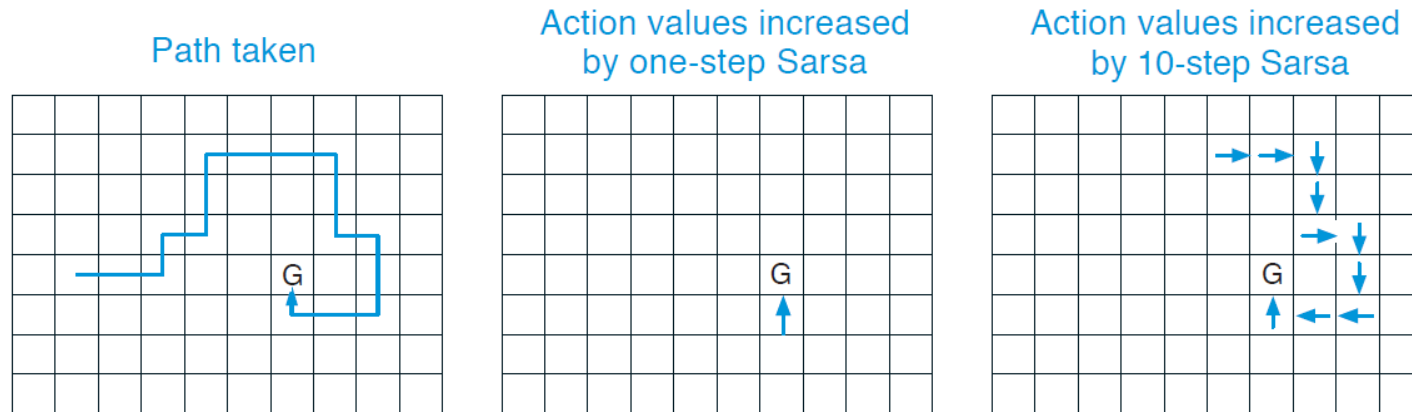 Path taken
Action values increased
by one-step Sarsa
Action values increased
by 10-step Sarsa
G
G
G